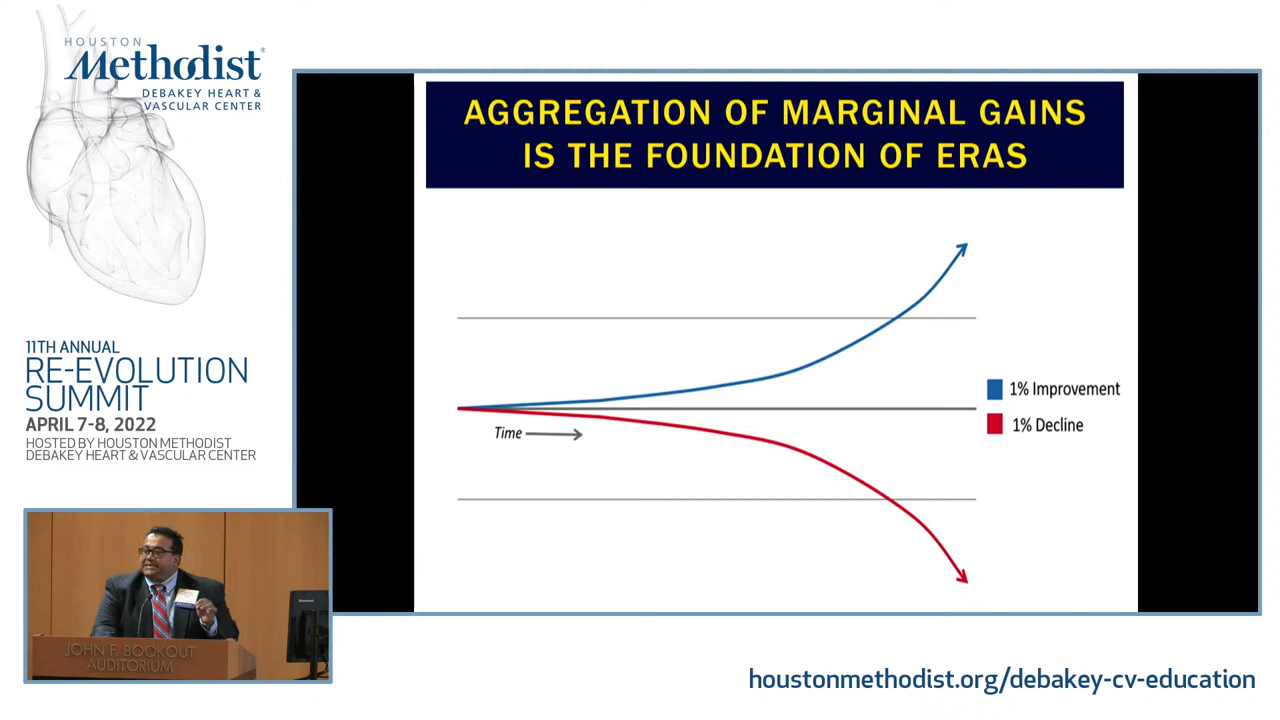 HOUSTON
Methodist
DEBAKEY HEART &
VASCULAR CENTER
11TH ANNUAL
RE-EVOLUTION
SUMMIT
APRIL 7-8, 2022
HOSTED BY HOUSTON METHODIST
DEBAKEY HEART & VASCULAR CENTER
AGGREGATION OF MARGINAL GAINS
IS THE FOUNDATION OF ERAS
1% Improvement
1% Decline
Time
JOHN F. BOOKOUT
AUDITORIUM
houstonmethodist.org/debakey-cv-education